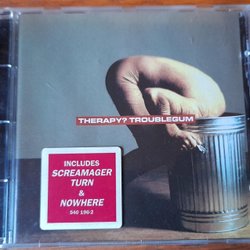 THERAPY? TROUBLEGUM
INCLUDES
SCREAMAGER
TURN
&
NOWHERE
540 196-2